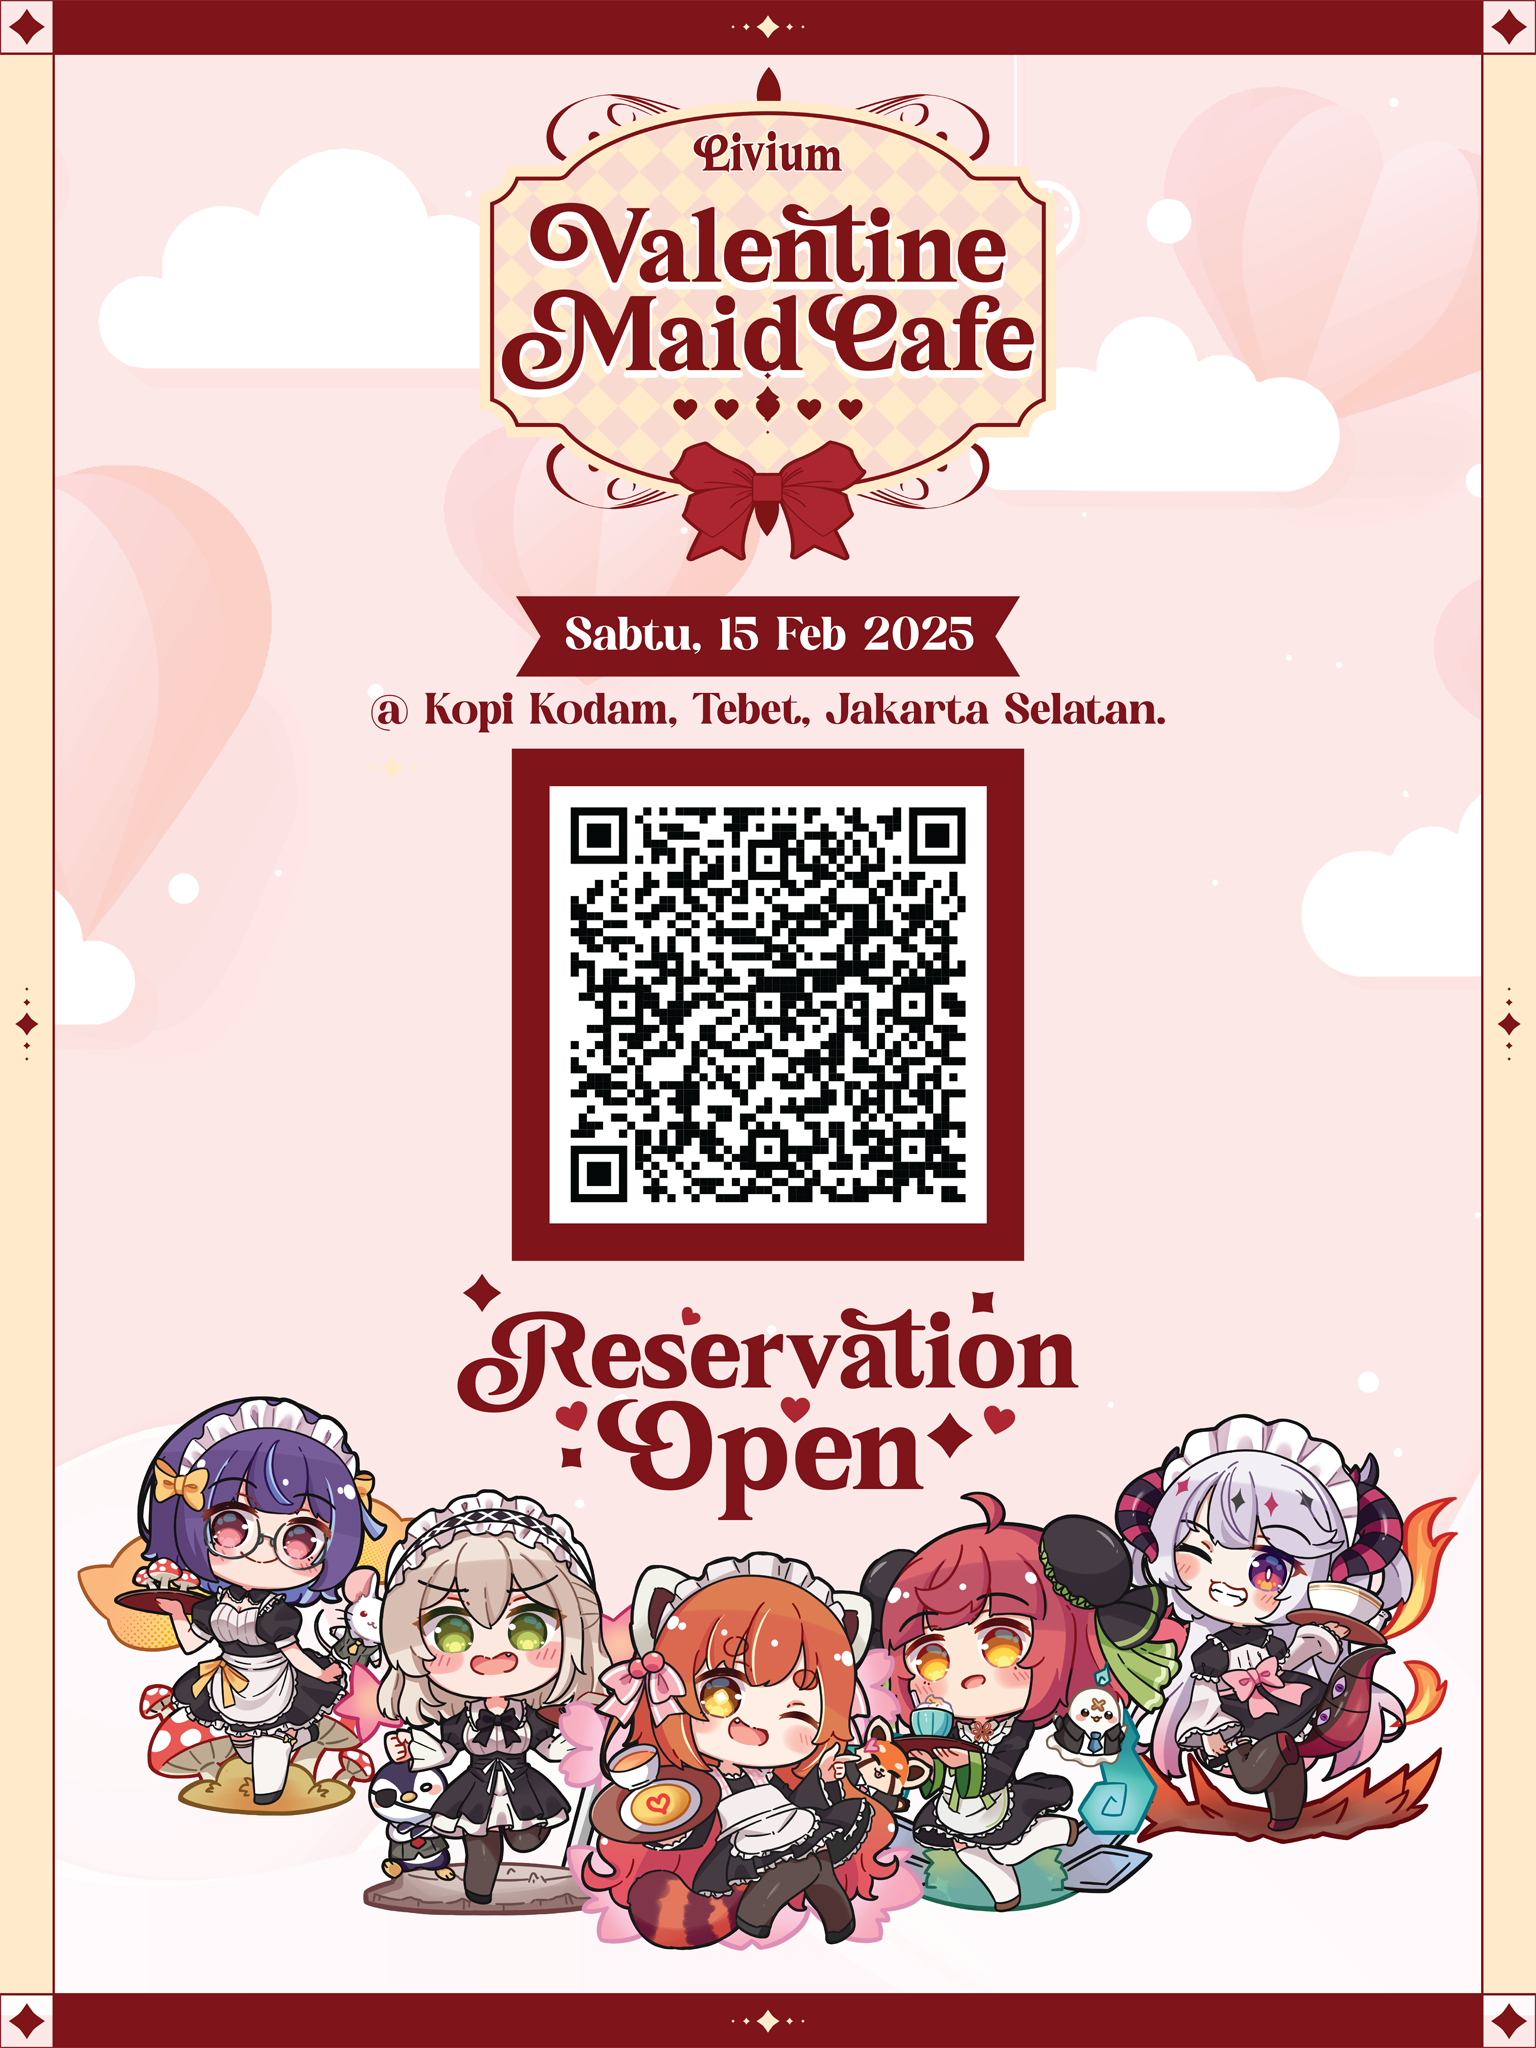 Livium
Valentine
Maid Cafe
Sabtu, 15 Feb 2025
@ Kopi Kodam, Tebet, Jakarta Selatan.
Reservation
Open